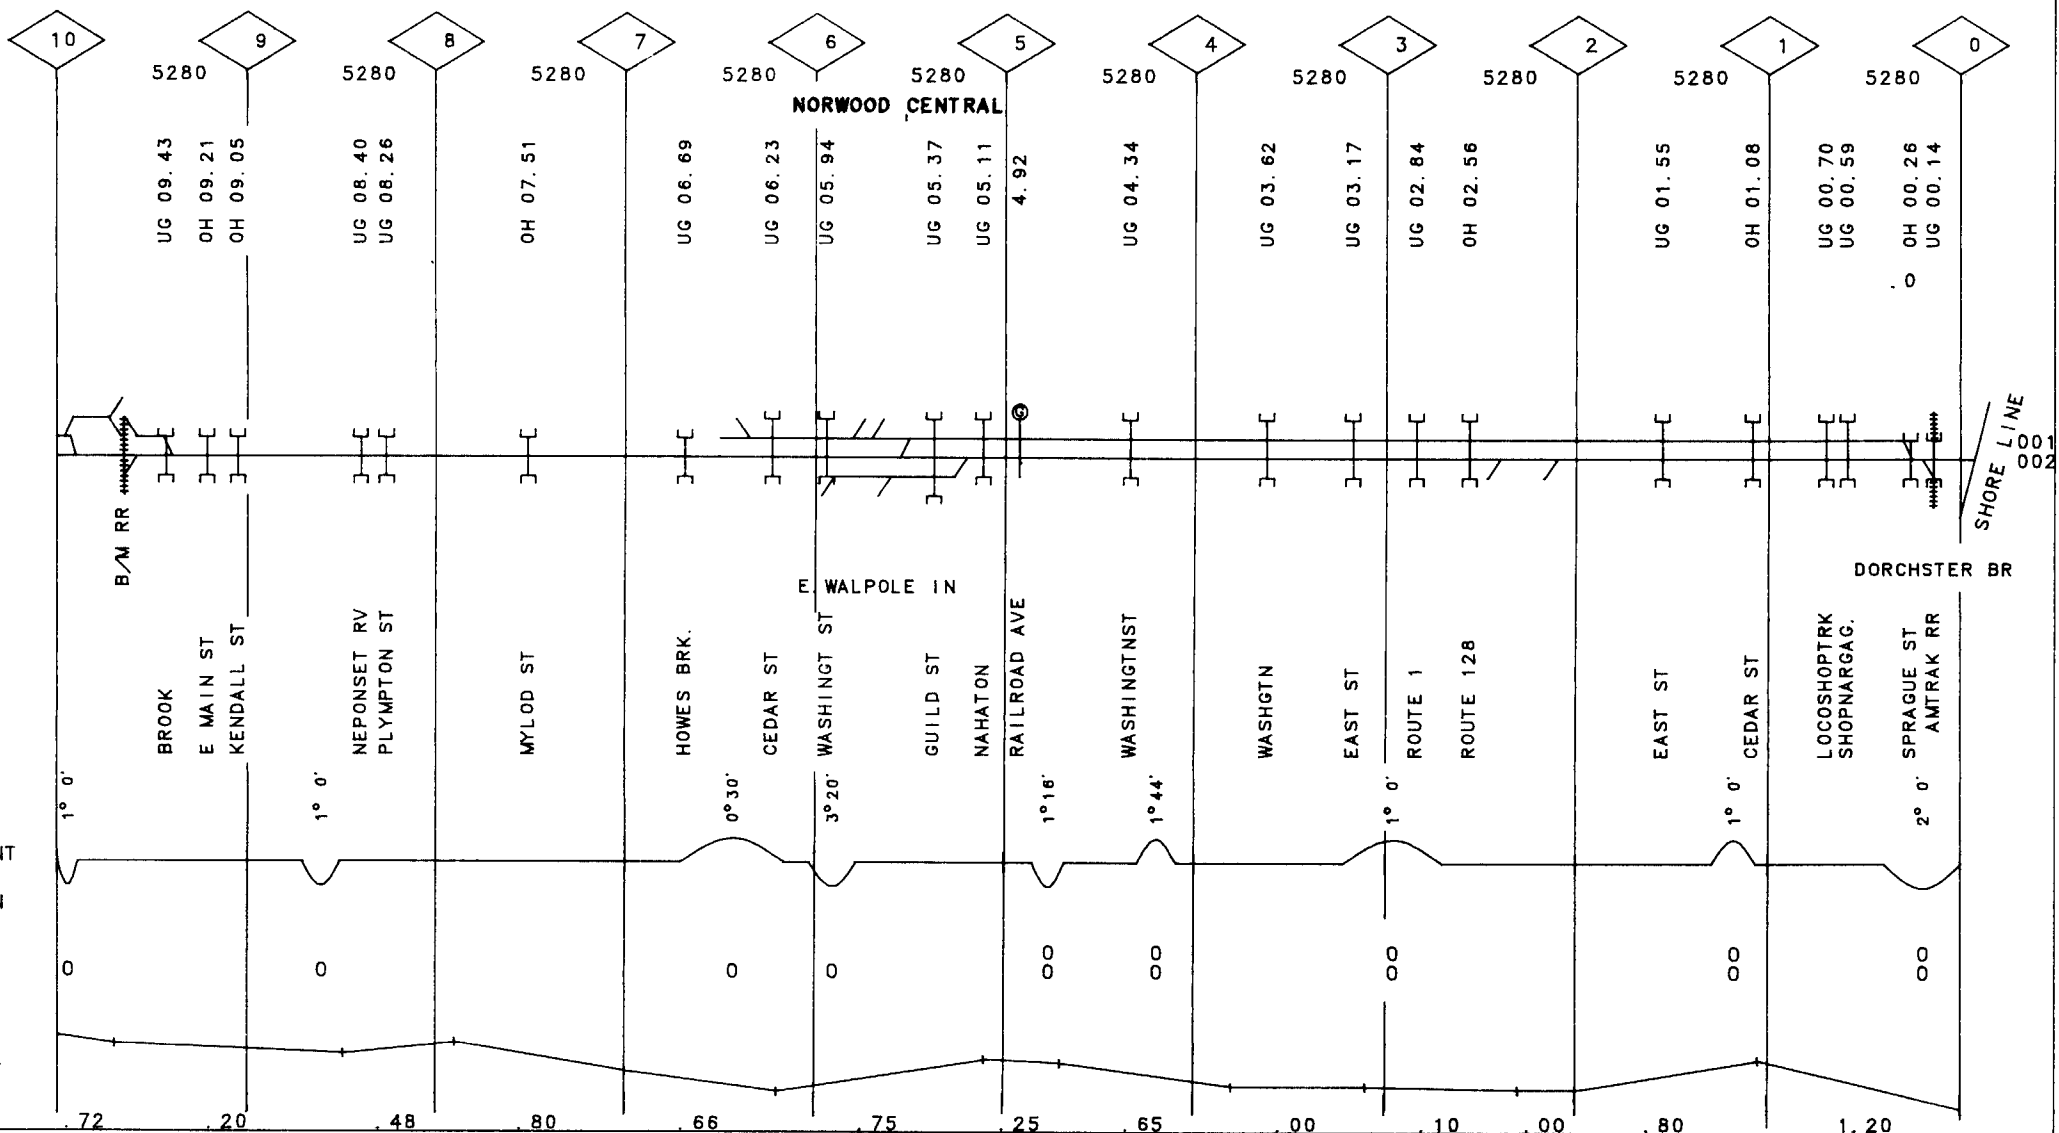 10 9 8 7 6 5 4 3 2 1 0
5280 5280 5280 5280 5280 5280 5280 5280 5280 5280
NORWOOD CENTRAL
UG 09.43
OH 09.21
OH 09.05
UG 08.40
UG 08.26
OH 07.51
UG 06.69
UG 06.23
UG 05.94
UG 05.37
UG 05.11
4.92
UG 04.34
UG 03.62
UG 03.17
UG 02.84
OH 02.56
UG 01.55
OH 01.08
UG 00.70
UG 00.59
OH 00.26
UG 00.14
.0
G
001
002
SHORE LINE
B/M RR
E. WALPOLE IN
DORCHSTER BR
BROOK
E MAIN ST
KENDALL ST
NEPONSET RV
PLYMPTON ST
MYLOD ST
HOWES BRK.
CEDAR ST
WASHINGT ST
GUILD ST
NAHATON
RAILROAD AVE
WASHINGTNST
WASHGTN
EAST ST
ROUTE 1
ROUTE 128
EAST ST
CEDAR ST
LOCOSHOPTRK
SHOPNARGAG.
SPRAGUE ST
AMTRAK RR
1° 0' 1° 0' 0°30' 3°20' 1°16' 1°44' 1° 0' 1° 0' 2° 0'
NT
0 0 0 0 0 0 0 0 0
0 0 0 0 0
.72 .20 .48 .80 .66 .75 .25 .65 .00 .10 .00 .80 1.20